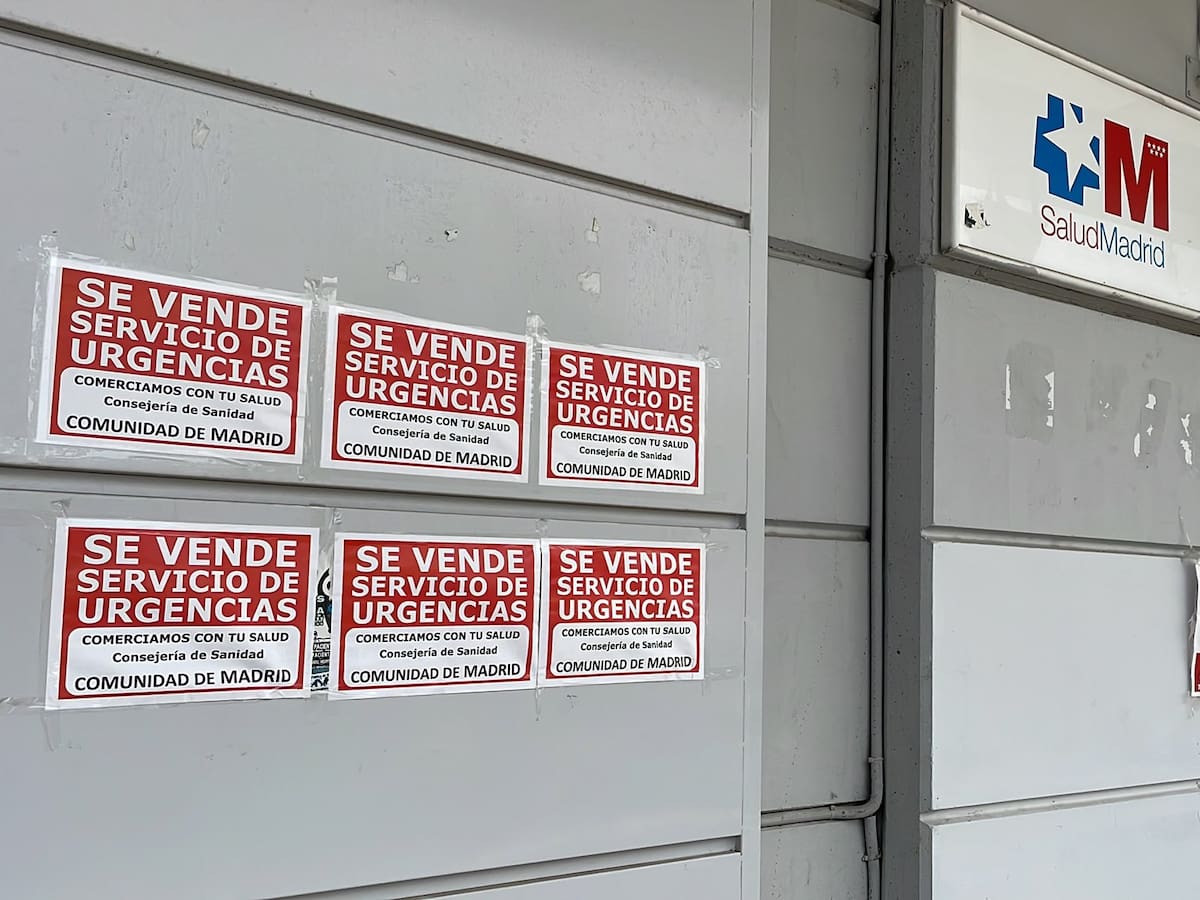 SE VENDE
SERVICIO DE
URGENCIAS
COMERCIAMOS CON TU SALUD
Consejería de Sanidad
COMUNIDAD DE MADRID
SE VENDE
SERVICIO DE
URGENCIAS
COMERCIAMOS CON TU SALUD
Consejería de Sanidad
COMUNIDAD DE MADRID
SE VENDE
SERVICIO DE
URGENCIAS
COMERCIAMOS CON TU SALUD
Consejería de Sanidad
COMUNIDAD DE MADRID
M
SaludMadrid
SE VENDE
SERVICIO DE
URGENCIAS
COMERCIAMOS CON TU SALUD
Consejería de Sanidad
COMUNIDAD DE MADRID
SE VENDE
SERVICIO DE
URGENCIAS
COMERCIAMOS CON TU SALUD
Consejería de Sanidad
COMUNIDAD DE MADRID
SE VENDE
SERVICIO DE
URGENCIAS
COMERCIAMOS CON TU SALUD
Consejería de Sanidad
COMUNIDAD DE MADRID